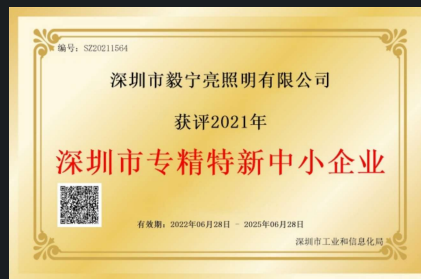 编号：SZ20211564
深圳市毅宁亮照明有限公司
获评2021年
深圳市专精特新中小企业
有效期：2022年06月28日 - 2025年06月28日
深圳市工业和信息化局